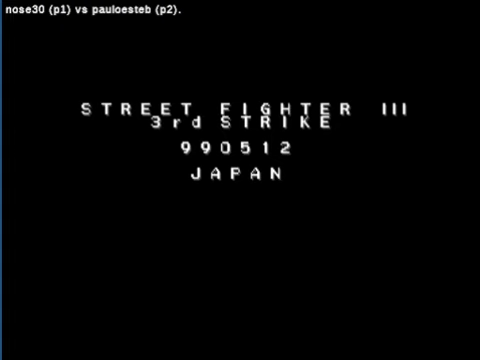 nose30 (p1) vs pauloesteb (p2).
STREET FIGHTER III
3rd STRIKE
990512
JAPAN